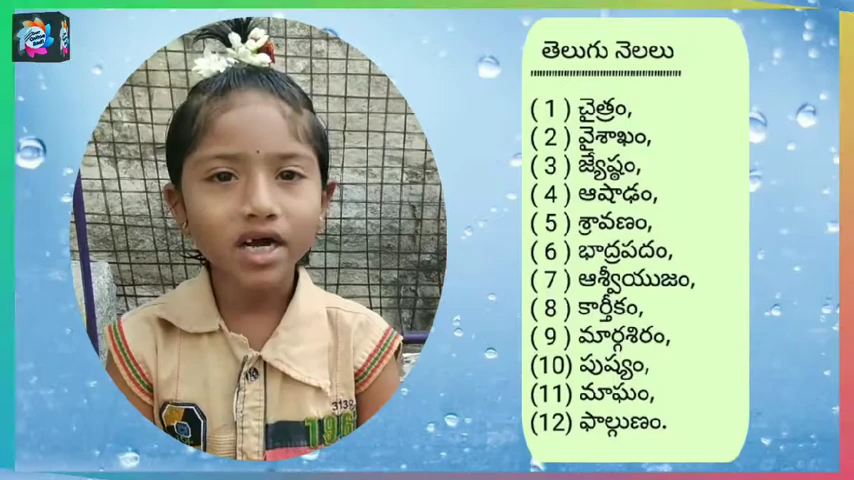 తెలుగు నెలలు
( 1 ) చైత్రం,
( 2 ) వైశాఖం,
( 3 ) జ్యేష్ఠం,
( 4 ) ఆషాఢం,
( 5 ) శ్రావణం,
( 6 ) భాద్రపదం,
( 7 ) ఆశ్వీయుజం,
( 8 ) కార్తీకం,
( 9 ) మార్గశిరం,
(10) పుష్యం,
(11) మాఘం,
(12) ఫాల్గుణం.